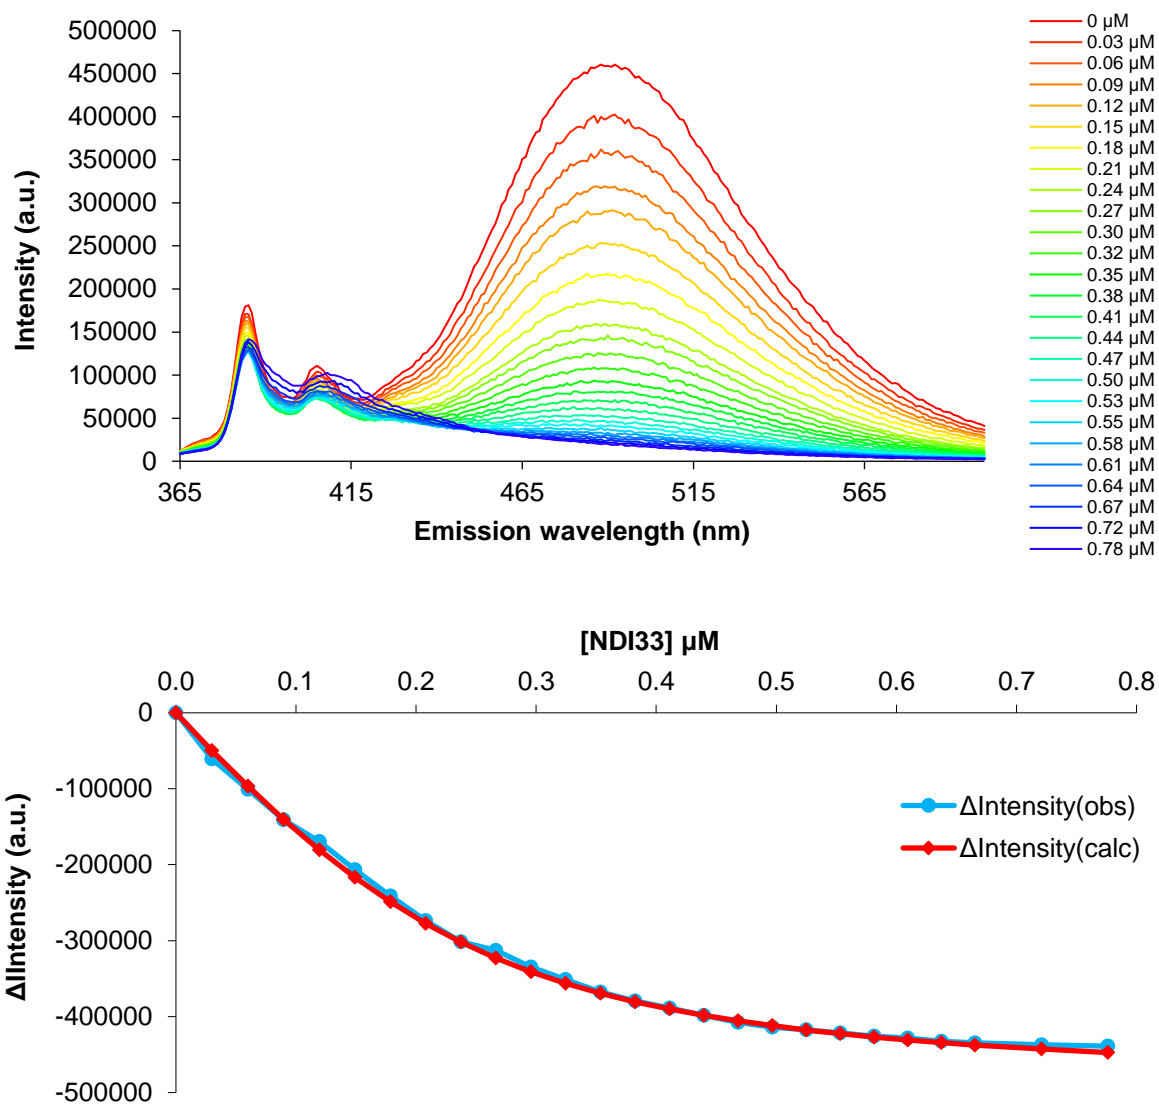 500000
450000
400000
350000
300000
250000
200000
150000
100000
50000
0
Intensity (a.u.)
365 415 465 515 565
Emission wavelength (nm)
0 µM
0.03 µM
0.06 µM
0.09 µM
0.12 µM
0.15 µM
0.18 µM
0.21 µM
0.24 µM
0.27 µM
0.30 µM
0.32 µM
0.35 µM
0.38 µM
0.41 µM
0.44 µM
0.47 µM
0.50 µM
0.53 µM
0.55 µM
0.58 µM
0.61 µM
0.64 µM
0.67 µM
0.72 µM
0.78 µM
[NDI33] µM
0.0 0.1 0.2 0.3 0.4 0.5 0.6 0.7 0.8
0
-100000
-200000
-300000
-400000
-500000
ΔIIntensity (a.u.)
ΔIntensity(obs)
ΔIntensity(calc)